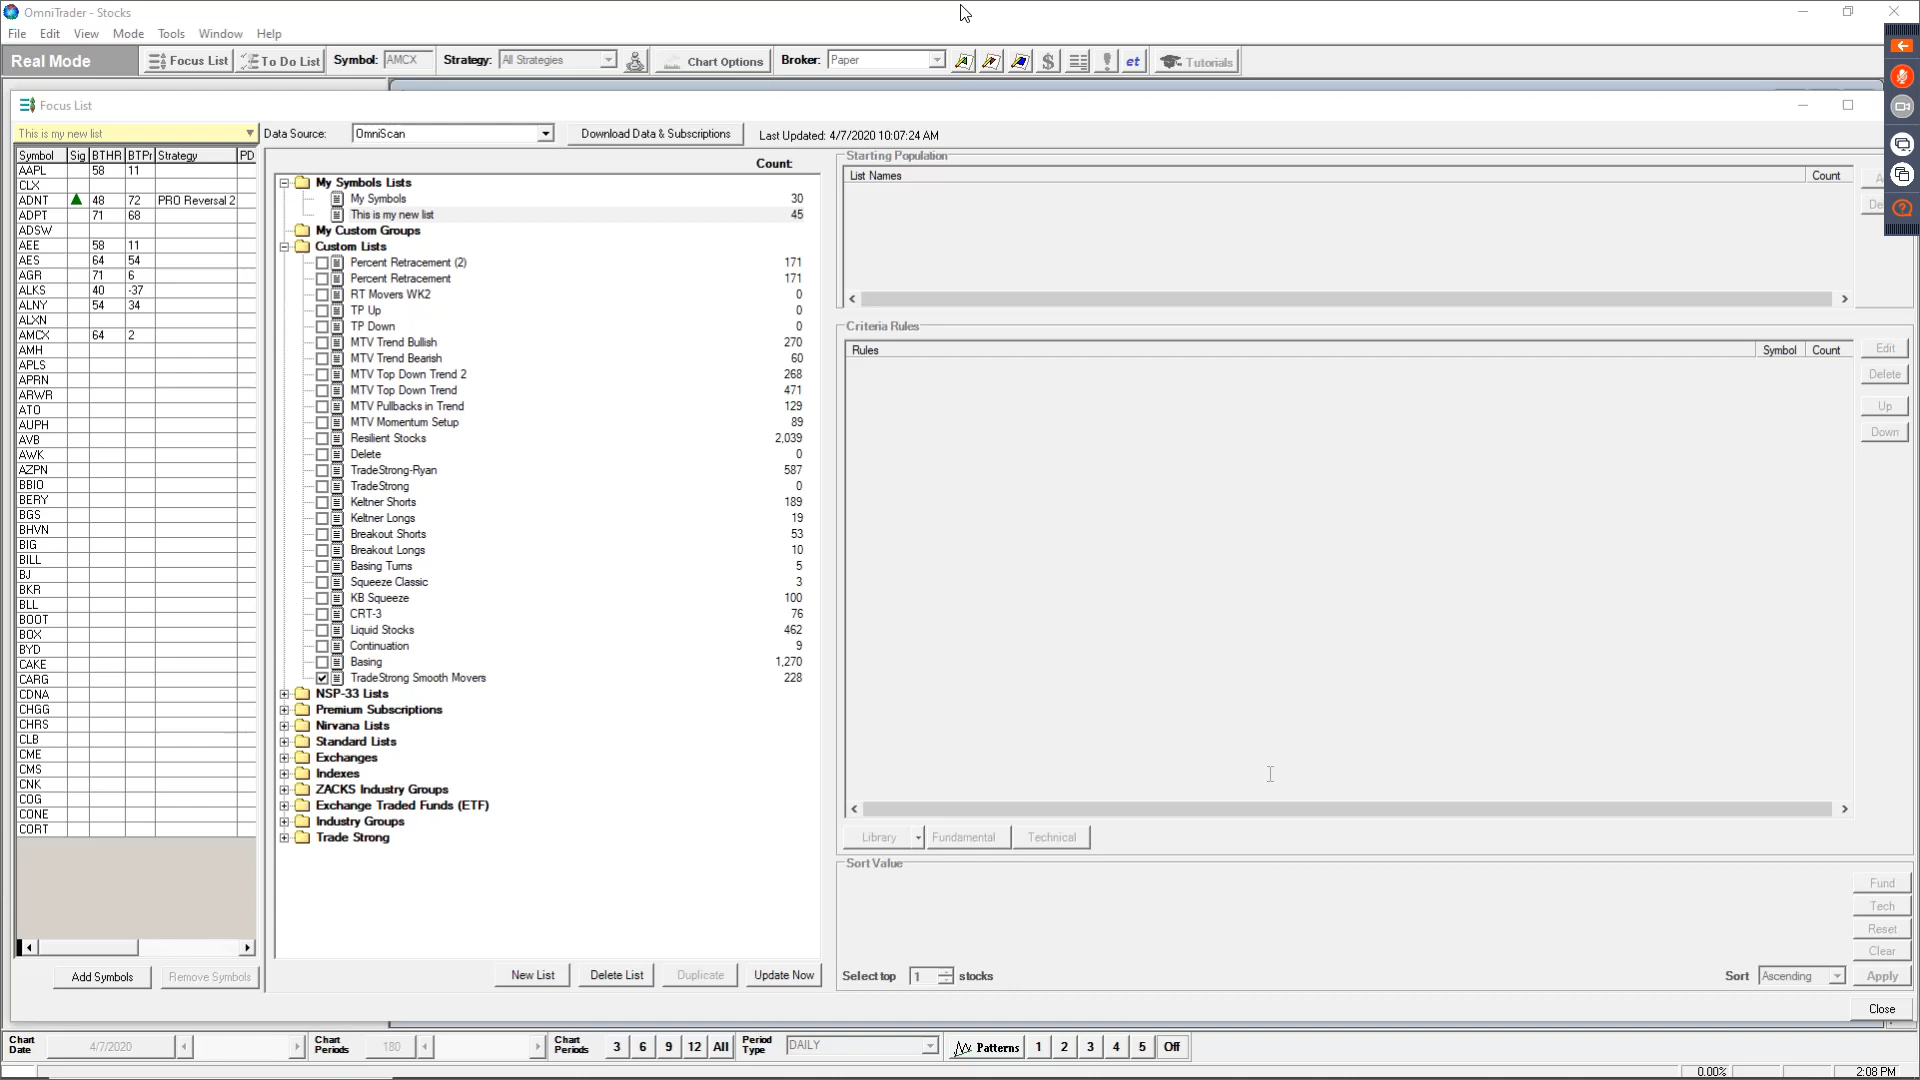 OmniTrader - Stocks
File Edit View Mode Tools Window Help
Real Mode Focus List To Do List Symbol: AMCX Strategy: All Strategies Chart Options Broker: Paper $ ! et Tutorials
Focus List
This is my new list Data Source: OmniScan Download Data & Subscriptions Last Updated: 4/7/2020 10:07:24 AM
Symbol Sig BTHR BTPr Strategy PD
AAPL 58 11
CLX
ADNT 48 72 PRO Reversal 2
ADPT 71 68
ADSW
AEE 58 11
AES 64 54
AGR 71 6
ALKS 40 -37
ALNY 54 34
ALXN
AMCX 64 2
AMH
APLS
APRN
ARWR
ATO
AUPH
AVB
AWK
AZPN
BBIO
BERY
BGS
BHVN
BIG
BILL
BJ
BKR
BLL
BOOT
BOX
BYD
CAKE
CARG
CDNA
CHGG
CHRS
CLB
CME
CMS
CNK
COG
CONE
CORT
Add Symbols Remove Symbols
Count:
My Symbols Lists
My Symbols 30
This is my new list 45
My Custom Groups
Custom Lists
Percent Retracement (2) 171
Percent Retracement 171
RT Movers WK2 0
TP Up 0
TP Down 0
MTV Trend Bullish 270
MTV Trend Bearish 60
MTV Top Down Trend 2 268
MTV Top Down Trend 471
MTV Pullbacks in Trend 129
MTV Momentum Setup 89
Resilient Stocks 2,039
Delete 0
TradeStrong-Ryan 587
TradeStrong 0
Keltner Shorts 189
Keltner Longs 19
Breakout Shorts 53
Breakout Longs 10
Basing Turns 5
Squeeze Classic 3
KB Squeeze 100
CRT-3 76
Liquid Stocks 462
Continuation 9
Basing 1,270
TradeStrong Smooth Movers 228
NSP-33 Lists
Premium Subscriptions
Nirvana Lists
Standard Lists
Exchanges
Indexes
ZACKS Industry Groups
Exchange Traded Funds (ETF)
Industry Groups
Trade Strong
New List Delete List Duplicate Update Now
Starting Population
List Names Count
De
Criteria Rules
Rules Symbol Count
Edit
Delete
Up
Down
Library Fundamental Technical
Sort Value
Fund
Tech
Reset
Clear
Select top 1 stocks Sort Ascending Apply
Close
Chart Date 4/7/2020 Chart Periods 180 Chart Periods 3 6 9 12 All Period Type DAILY Patterns 1 2 3 4 5 Off
0.00% 2:08 PM